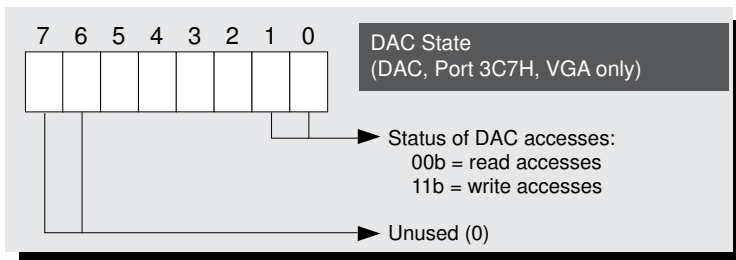 7 6 5 4 3 2 1 0
DAC State
(DAC, Port 3C7H, VGA only)
Status of DAC accesses:
00b = read accesses
11b = write accesses
Unused (0)